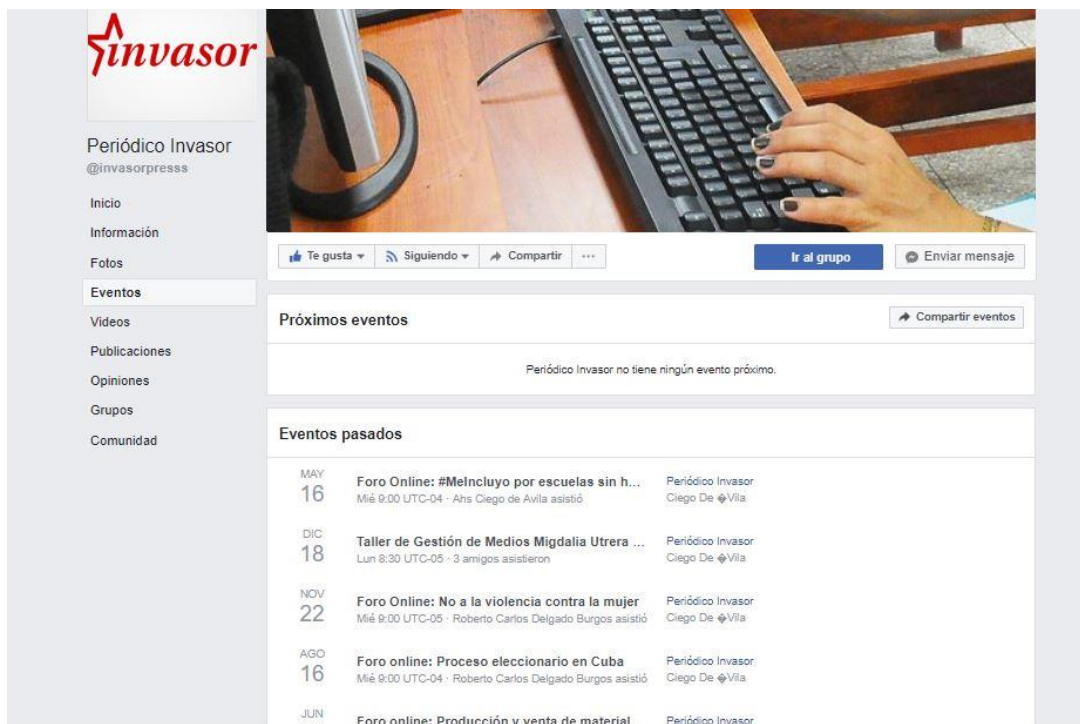 invasor
Periódico Invasor
@invasorpresss
Inicio
Información
Fotos
Eventos
Videos
Publicaciones
Opiniones
Grupos
Comunidad
Te gusta
Siguiendo
Compartir
Ir al grupo
Enviar mensaje
Próximos eventos
Compartir eventos
Periódico Invasor no tiene ningún evento próximo.
Eventos pasados
MAY
16
Foro Online: #MeIncluyo por escuelas sin h...
Mié 9:00 UTC-04 · Ahs Ciego de Avila asistió
Periódico Invasor
Ciego De �Vila
DIC
18
Taller de Gestión de Medios Migdalia Utrera ...
Lun 8:30 UTC-05 · 3 amigos asistieron
Periódico Invasor
Ciego De �Vila
NOV
22
Foro Online: No a la violencia contra la mujer
Mié 9:00 UTC-05 · Roberto Carlos Delgado Burgos asistió
Periódico Invasor
Ciego De �Vila
AGO
16
Foro online: Proceso eleccionario en Cuba
Mié 9:00 UTC-04 · Roberto Carlos Delgado Burgos asistió
Periódico Invasor
Ciego De �Vila
JUN
Foro online: Producción y venta de material
Periódico Invasor